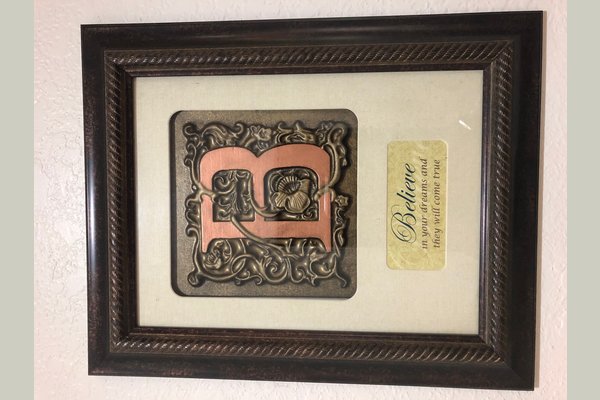 B
Believe
in your dreams and
they will come true